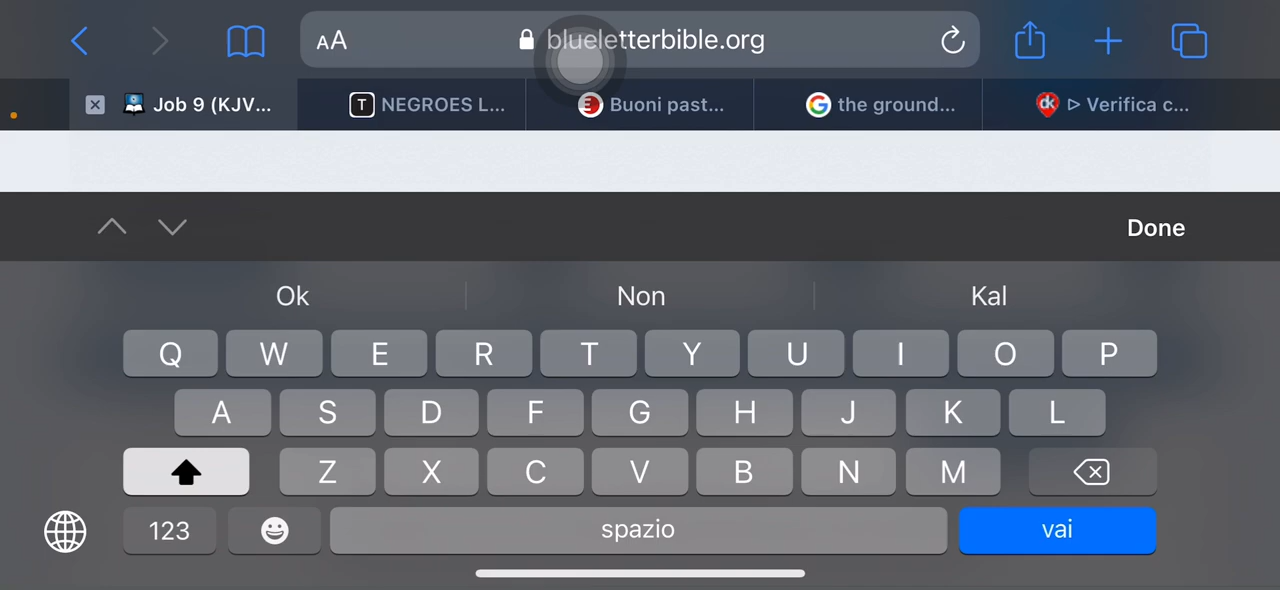 AA blueletterbible.org
Job 9 (KJV... T NEGROES L... Buoni past... the ground... ▷ Verifica c...
Done
Ok Non Kal
Q W E R T Y U I O P
A S D F G H J K L
Z X C V B N M
123 spazio vai